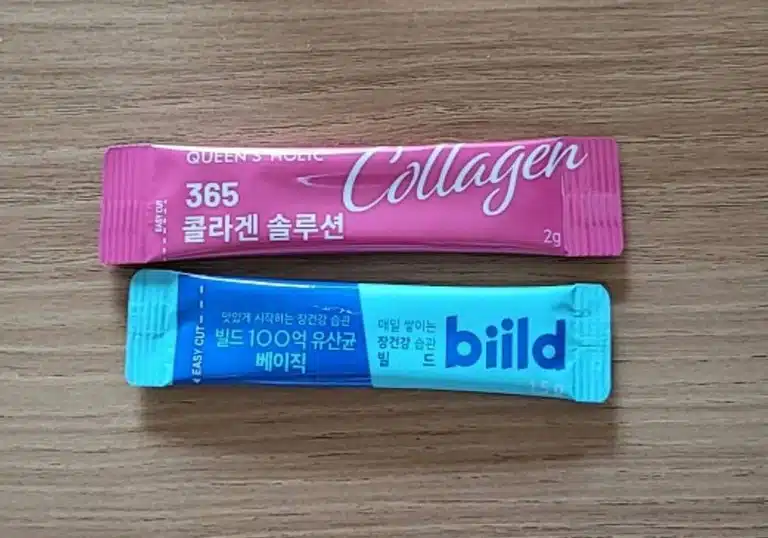 QUEEN'S HOLIC
Collagen
365
콜라겐 솔루션
EASY CUT
2g
맛있게 시작하는 장건강 습관
빌드 100억 유산균
베이직
EASY CUT
매일 쌓이는
장건강 습관
빌드
biild
1.5g